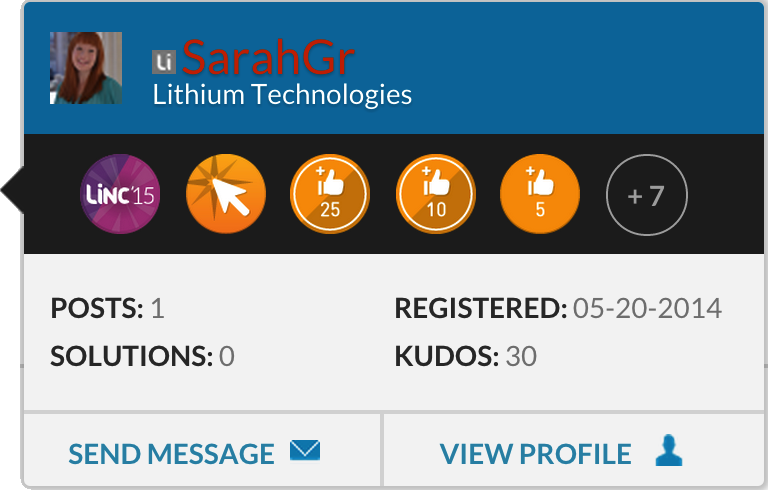 Li SarahGr
Lithium Technologies
LiNC'15
+ 25
+ 10
+ 5
+ 7
POSTS: 1
REGISTERED: 05-20-2014
SOLUTIONS: 0
KUDOS: 30
SEND MESSAGE
VIEW PROFILE